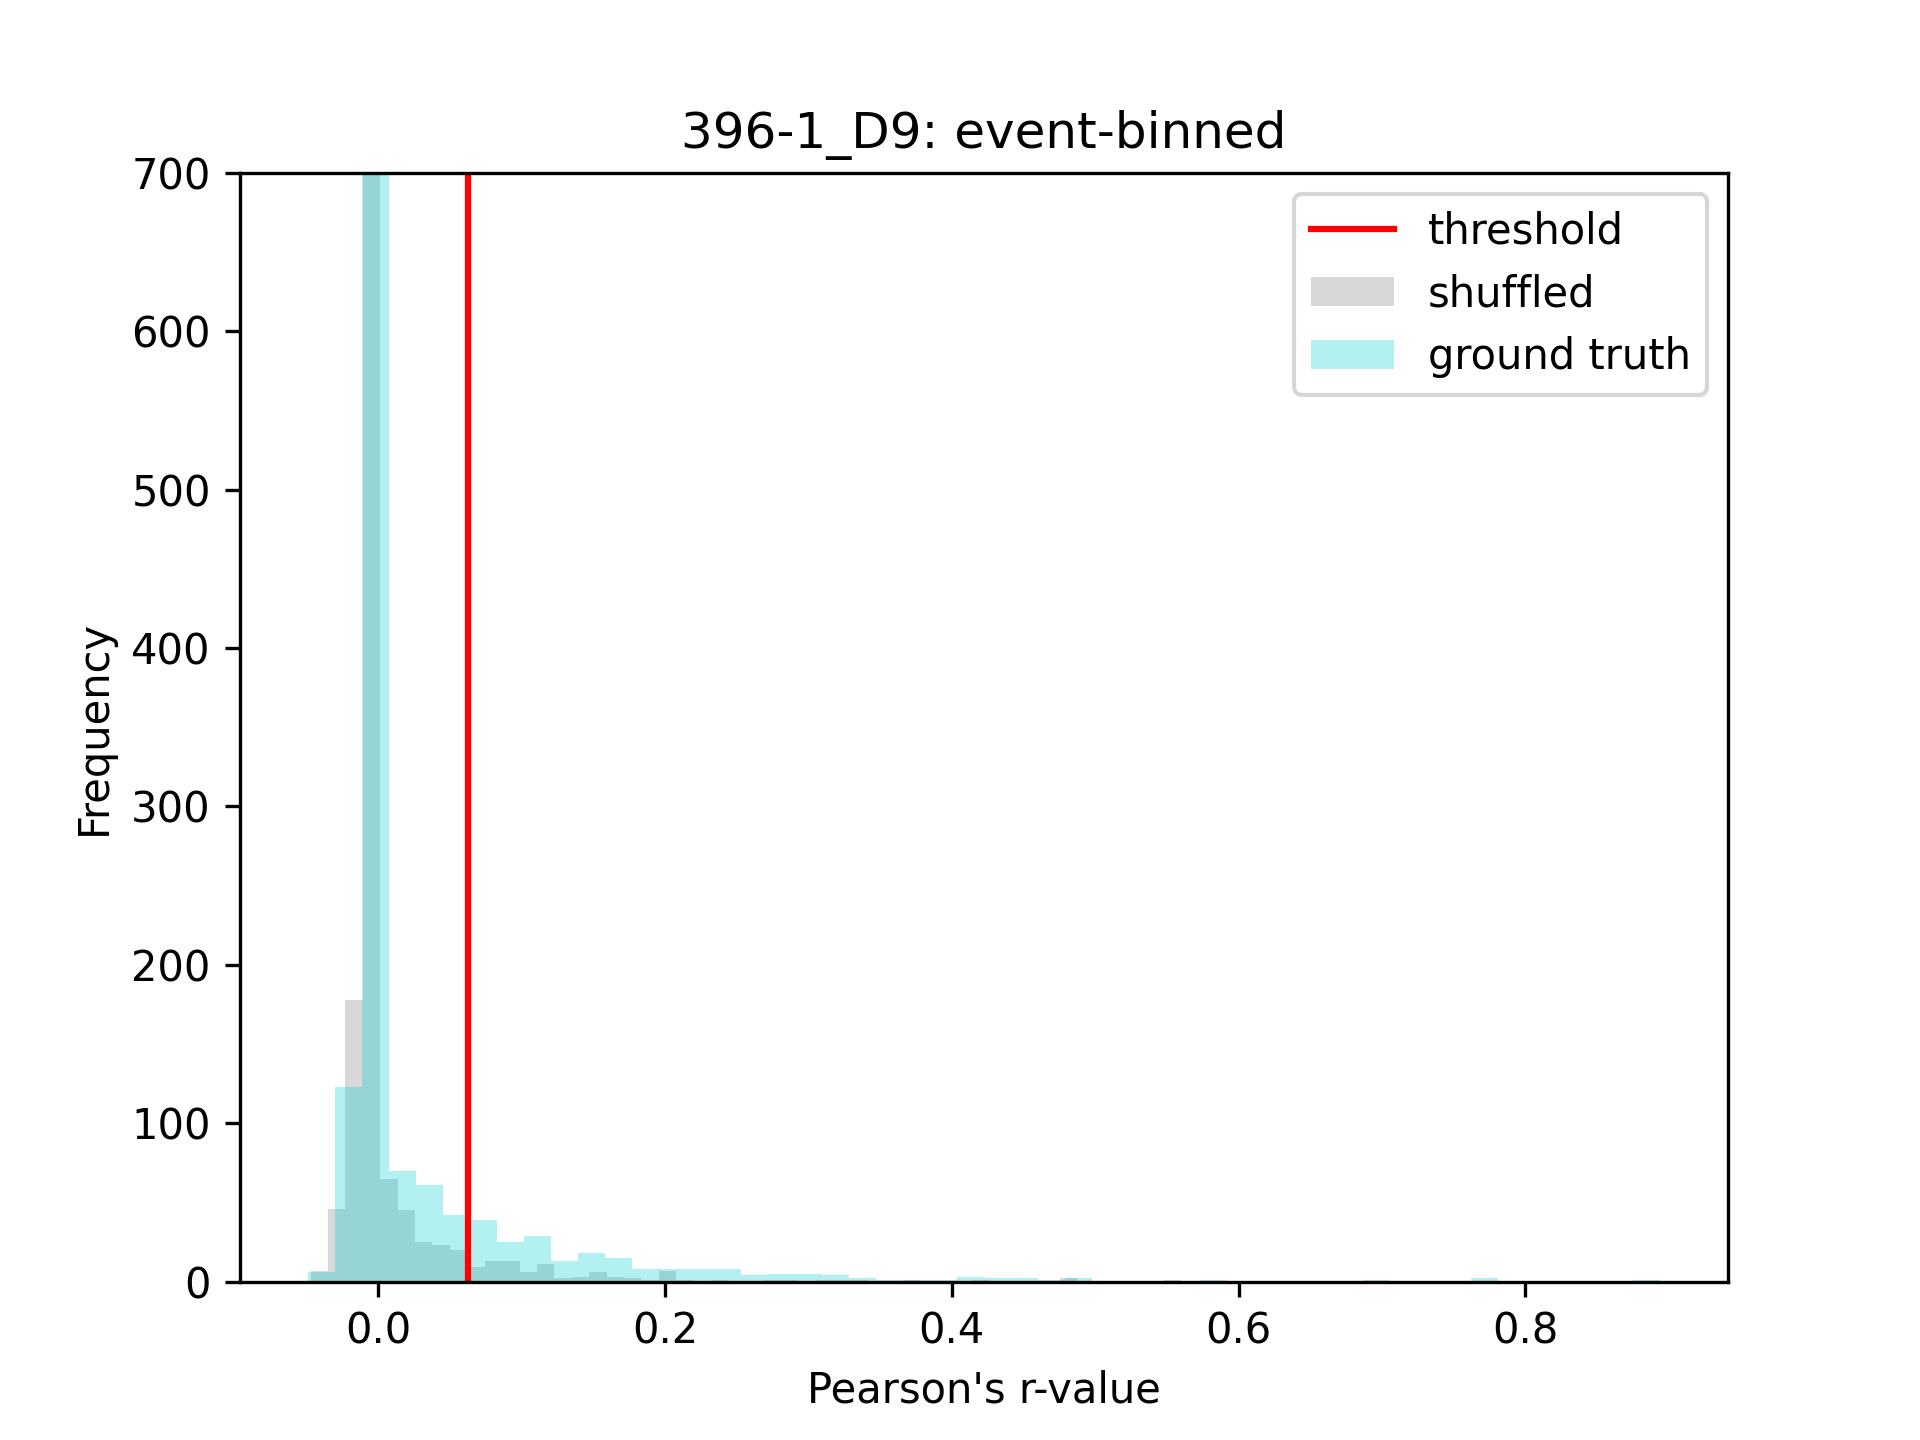 396-1_D9: event-binned
threshold
shuffled
ground truth
700
600
500
400
300
200
100
0
Frequency
0.0 0.2 0.4 0.6 0.8
Pearson's r-value